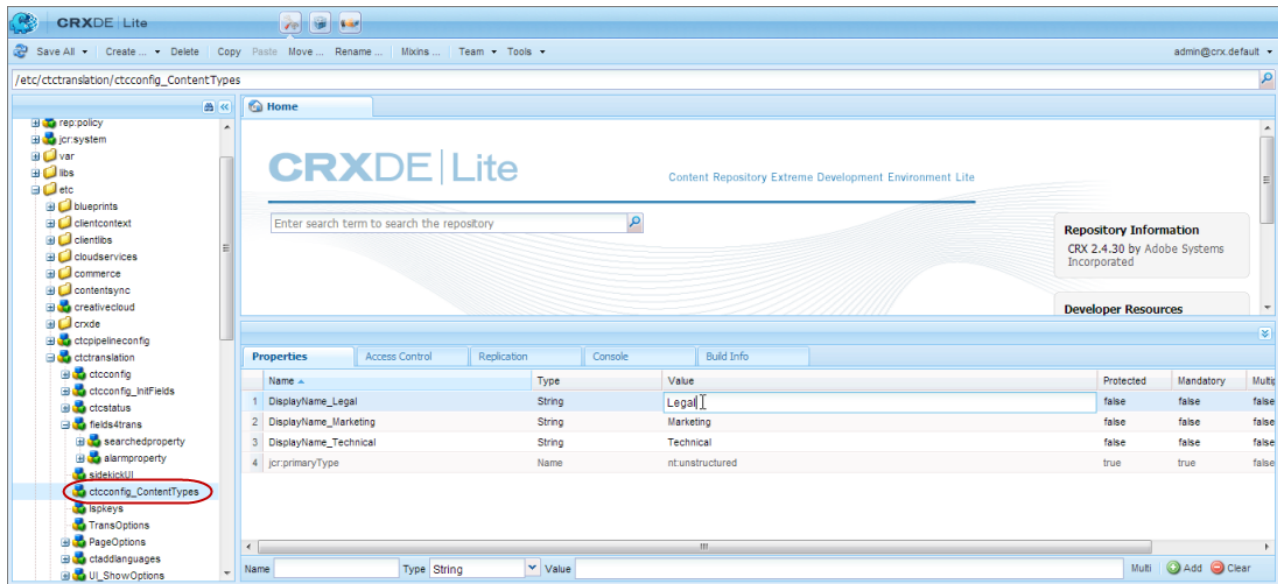 CRXDE | Lite
Save All Create ... Delete Copy Paste Move ... Rename ... Mixins ... Team Tools admin@crx.default
/etc/ctctranslation/ctcconfig_ContentTypes
Home
rep:policy
jcr:system
var
libs
etc
blueprints
clientcontext
clientlibs
cloudservices
commerce
contentsync
creativecloud
crxde
ctcpipelineconfig
ctctranslation
ctcconfig
ctcconfig_InitFields
ctcstatus
fields4trans
searchedproperty
alarmproperty
sidekickUI
ctcconfig_ContentTypes
lspkeys
TransOptions
PageOptions
ctaddlanguages
UI_ShowOptions
CRXDE | Lite
Content Repository Extreme Development Environment Lite
Enter search term to search the repository
Repository Information
CRX 2.4.30 by Adobe Systems
Incorporated
Developer Resources
Properties Access Control Replication Console Build Info
Name Type Value Protected Mandatory Multip
1 DisplayName_Legal String Legal false false false
2 DisplayName_Marketing String Marketing false false false
3 DisplayName_Technical String Technical false false false
4 jcr:primaryType Name nt:unstructured true true false
Name Type String Value Multi Add Clear